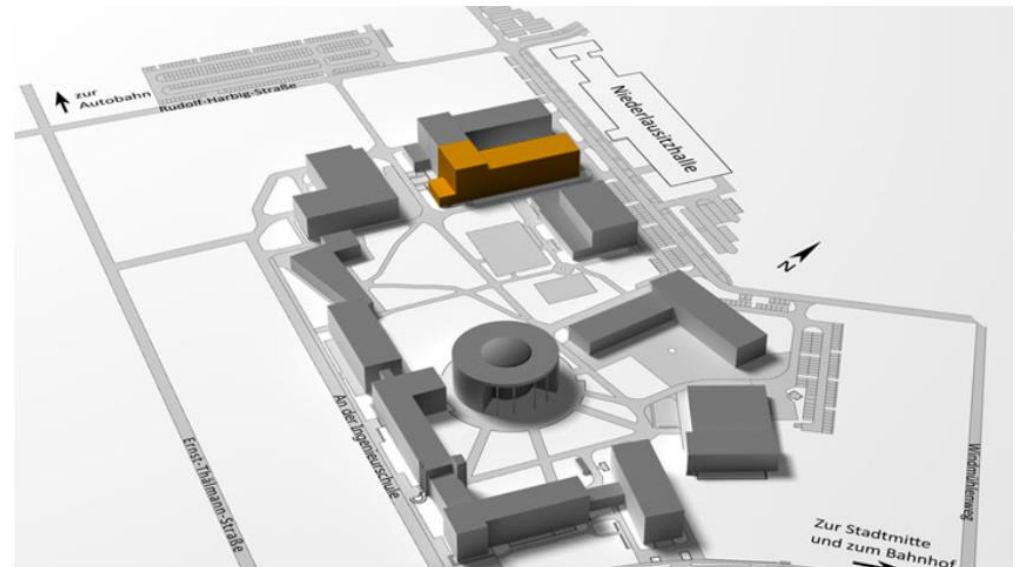 zur
Autobahn
Rudolf-Harbig-Straße
Niederlausitzhalle
N
An der Ingenieurschule
Ernst-Thälmann-Straße
Windmühlenweg
Zur Stadtmitte
und zum Bahnhof